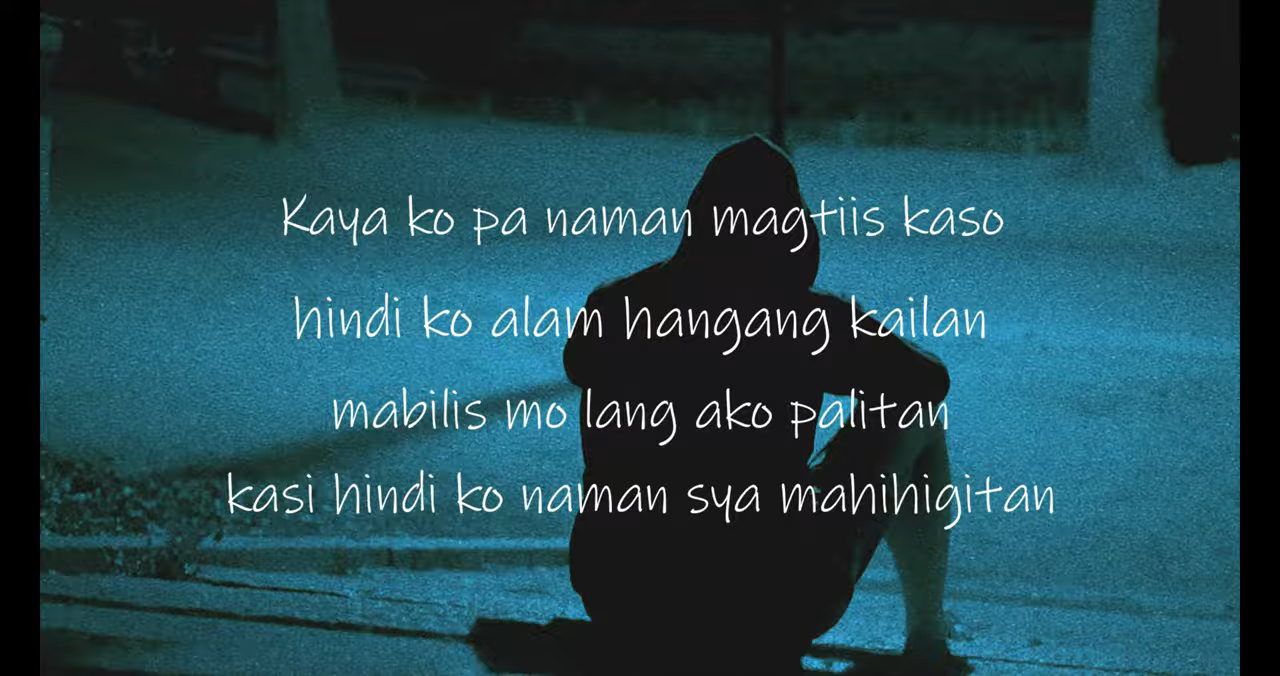 Kaya ko pa naman magtiis kaso
hindi ko alam hangang kailan
mabilis mo lang ako palitan
kasi hindi ko naman sya mahihigitan